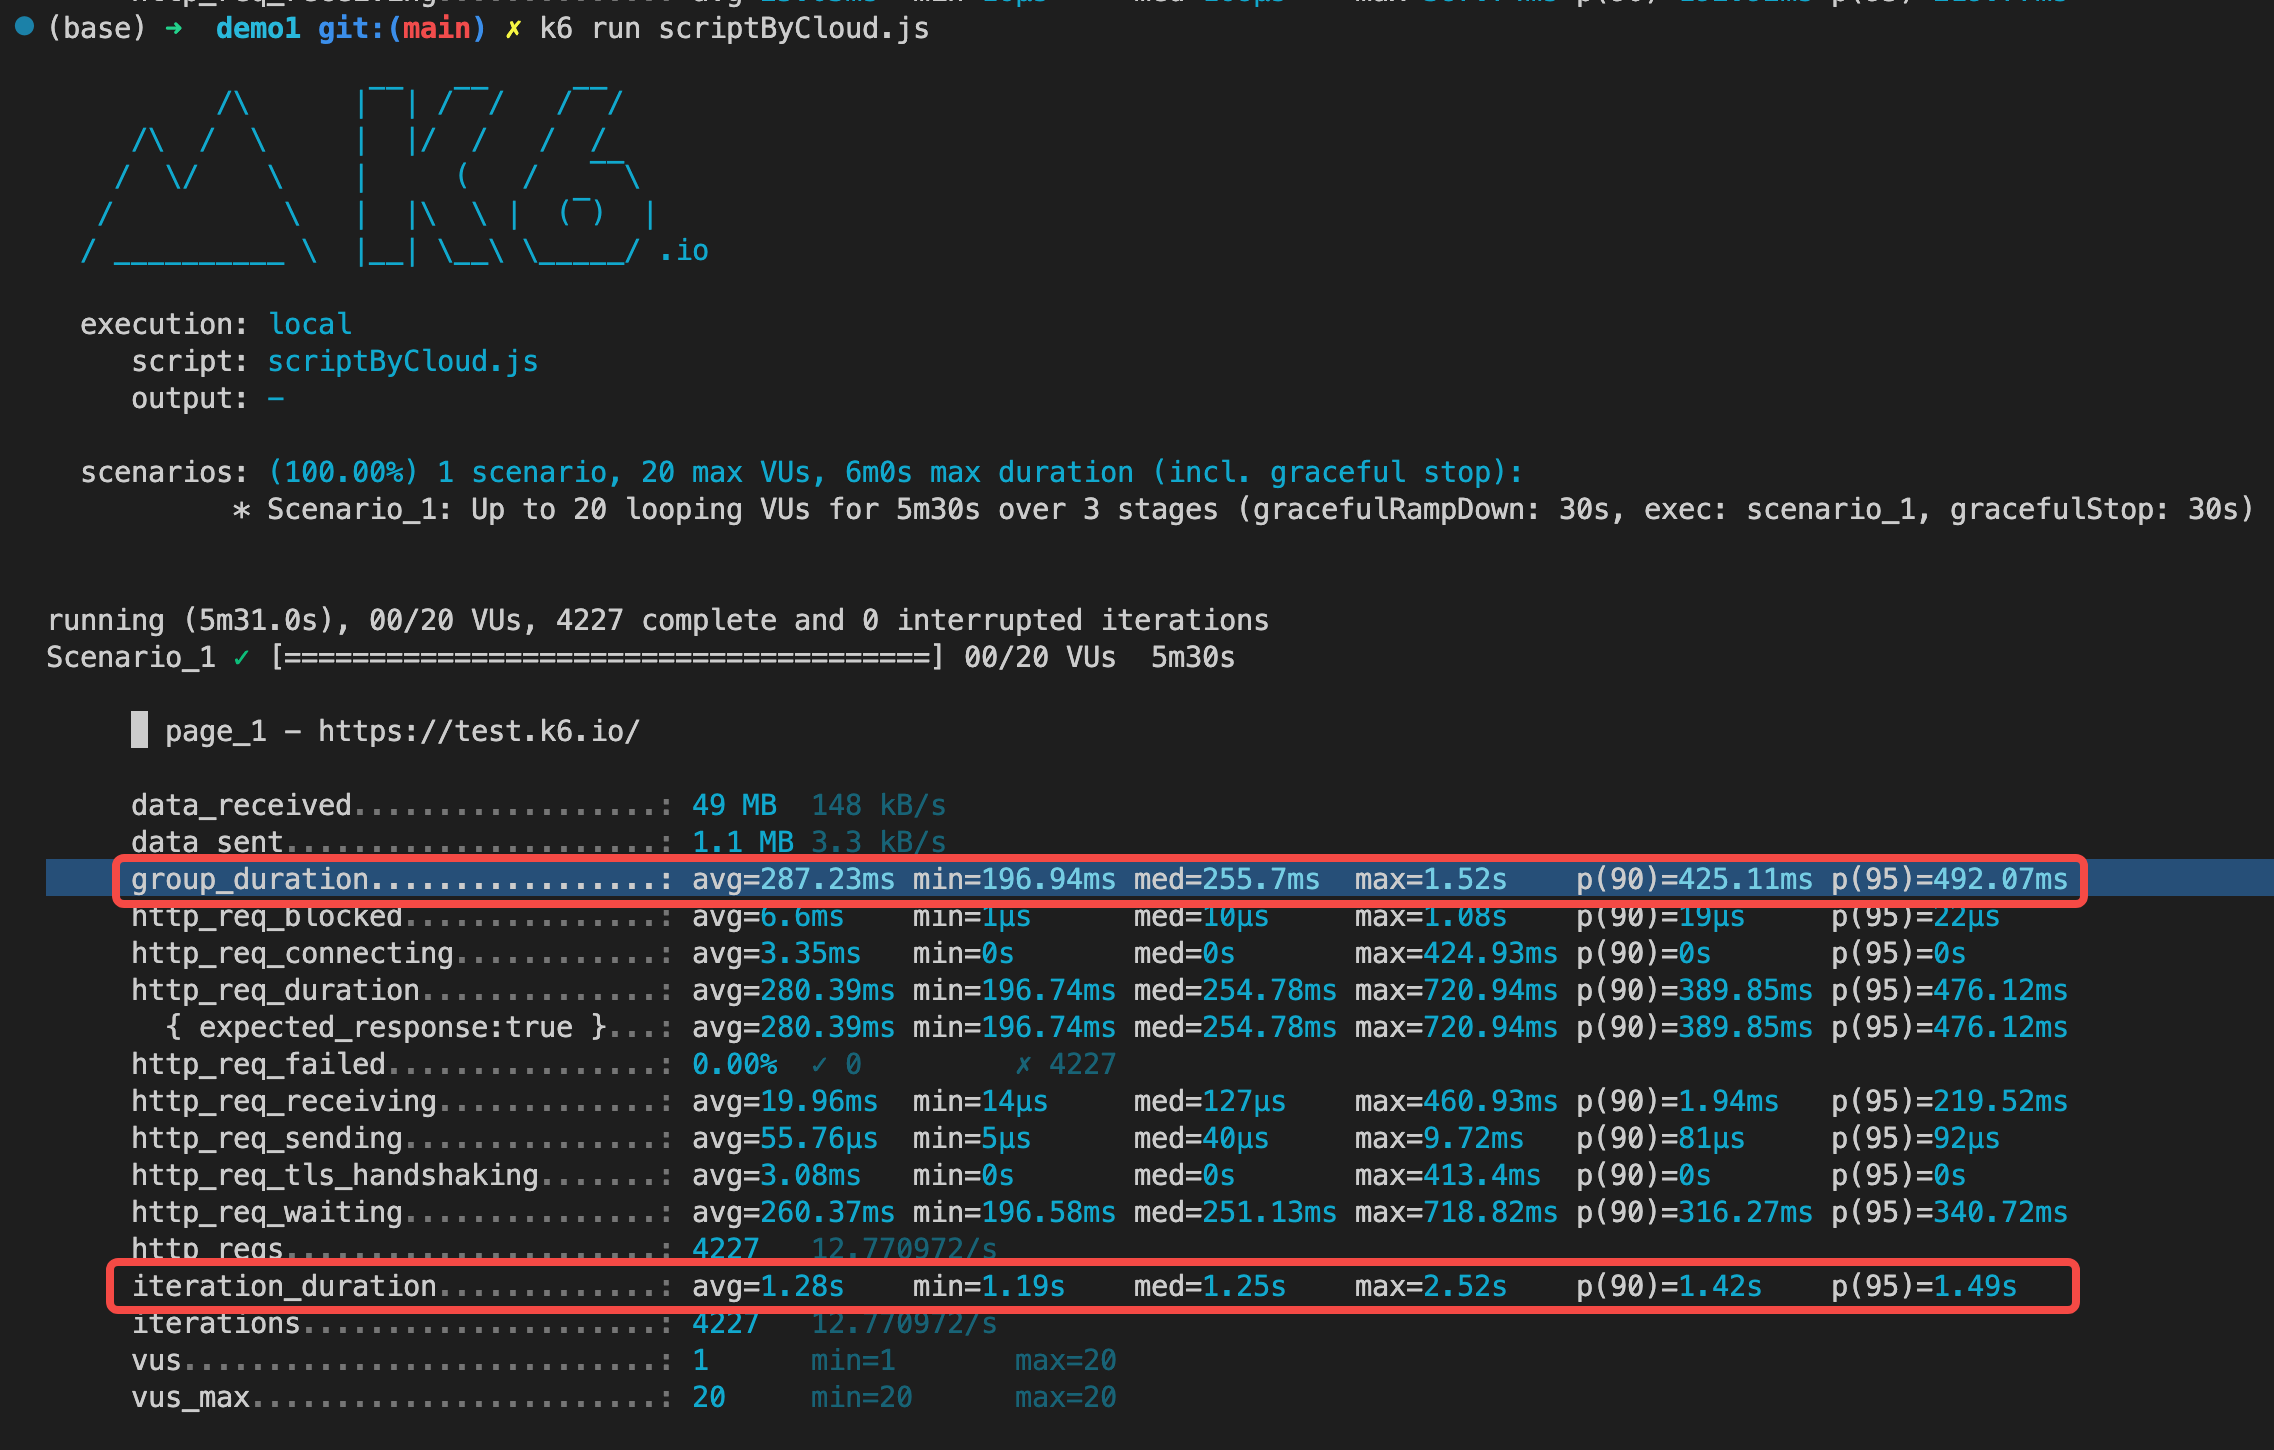 (base) ➜ demo1 git:(main) ✗ k6 run scriptByCloud.js
          /\      |‾‾| /‾‾/   /‾‾/
     /\  /  \     |  |/  /   /  /
    /  \/    \    |     (   /   ‾‾\
   /          \   |  |\  \ |  (‾)  |
  / __________ \  |__| \__\ \_____/ .io
execution: local
script: scriptByCloud.js
output: -
scenarios: (100.00%) 1 scenario, 20 max VUs, 6m0s max duration (incl. graceful stop):
* Scenario_1: Up to 20 looping VUs for 5m30s over 3 stages (gracefulRampDown: 30s, exec: scenario_1, gracefulStop: 30s)
running (5m31.0s), 00/20 VUs, 4227 complete and 0 interrupted iterations
Scenario_1 ✓ [======================================] 00/20 VUs  5m30s
█ page_1 - https://test.k6.io/
data_received..................: 49 MB  148 kB/s
data_sent......................: 1.1 MB 3.3 kB/s
group_duration.................: avg=287.23ms min=196.94ms med=255.7ms  max=1.52s    p(90)=425.11ms p(95)=492.07ms
http_req_blocked...............: avg=6.6ms    min=1µs      med=10µs     max=1.08s    p(90)=19µs     p(95)=22µs
http_req_connecting............: avg=3.35ms   min=0s       med=0s       max=424.93ms p(90)=0s       p(95)=0s
http_req_duration..............: avg=280.39ms min=196.74ms med=254.78ms max=720.94ms p(90)=389.85ms p(95)=476.12ms
{ expected_response:true }...: avg=280.39ms min=196.74ms med=254.78ms max=720.94ms p(90)=389.85ms p(95)=476.12ms
http_req_failed................: 0.00%  ✓ 0         ✗ 4227
http_req_receiving.............: avg=19.96ms  min=14µs     med=127µs    max=460.93ms p(90)=1.94ms   p(95)=219.52ms
http_req_sending...............: avg=55.76µs  min=5µs      med=40µs     max=9.72ms   p(90)=81µs     p(95)=92µs
http_req_tls_handshaking.......: avg=3.08ms   min=0s       med=0s       max=413.4ms  p(90)=0s       p(95)=0s
http_req_waiting...............: avg=260.37ms min=196.58ms med=251.13ms max=718.82ms p(90)=316.27ms p(95)=340.72ms
http_reqs......................: 4227   12.770972/s
iteration_duration.............: avg=1.28s    min=1.19s    med=1.25s    max=2.52s    p(90)=1.42s    p(95)=1.49s
iterations.....................: 4227   12.770972/s
vus............................: 1      min=1       max=20
vus_max........................: 20     min=20      max=20